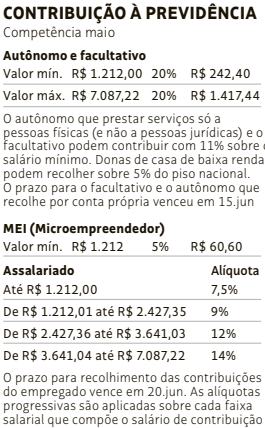 CONTRIBUIÇÃO À PREVIDÊNCIA
Competência maio
Autônomo e facultativo
Valor mín. R$ 1.212,00 20% R$ 242,40
Valor máx. R$ 7.087,22 20% R$ 1.417,44
O autônomo que prestar serviços só a
pessoas físicas (e não a pessoas jurídicas) e o
facultativo podem contribuir com 11% sobre o
salário mínimo. Donas de casa de baixa renda
podem recolher sobre 5% do piso nacional.
O prazo para o facultativo e o autônomo que
recolhe por conta própria venceu em 15.jun
MEI (Microempreendedor)
Valor mín. R$ 1.212 5% R$ 60,60
Assalariado Alíquota
Até R$ 1.212,00 7,5%
De R$ 1.212,01 até R$ 2.427,35 9%
De R$ 2.427,36 até R$ 3.641,03 12%
De R$ 3.641,04 até R$ 7.087,22 14%
O prazo para recolhimento das contribuições
do empregado vence em 20.jun. As alíquotas
progressivas são aplicadas sobre cada faixa
salarial que compõe o salário de contribuição